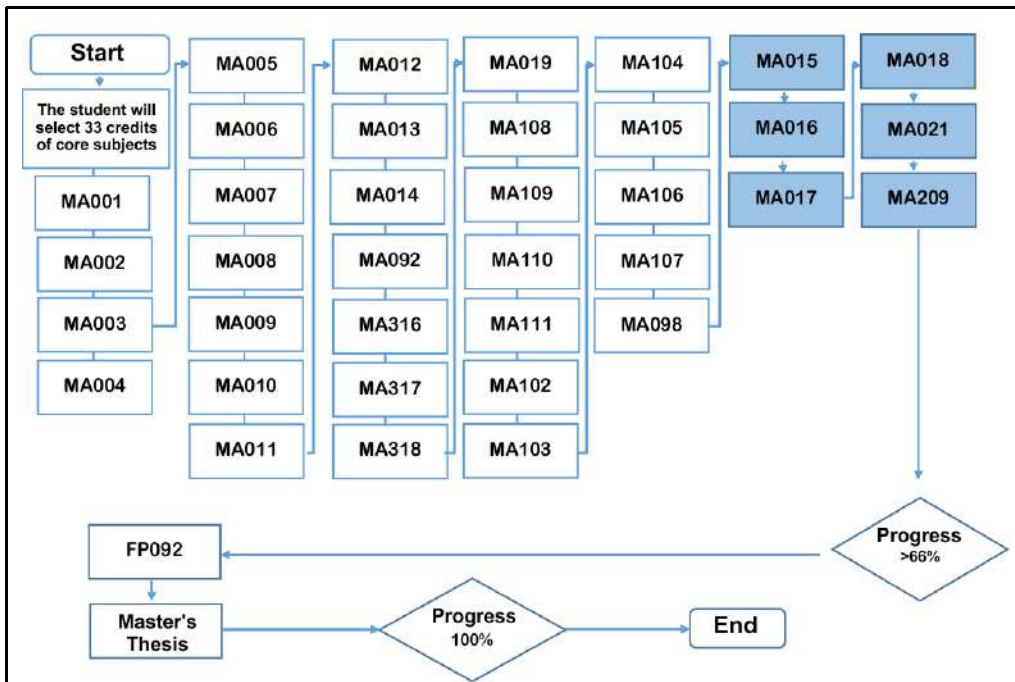 Start
The student will
select 33 credits
of core subjects
MA001
MA002
MA003
MA004
MA005
MA006
MA007
MA008
MA009
MA010
MA011
MA012
MA013
MA014
MA092
MA316
MA317
MA318
MA019
MA108
MA109
MA110
MA111
MA102
MA103
MA104
MA105
MA106
MA107
MA098
MA015
MA016
MA017
MA018
MA021
MA209
Progress
>66%
FP092
Master's
Thesis
Progress
100%
End